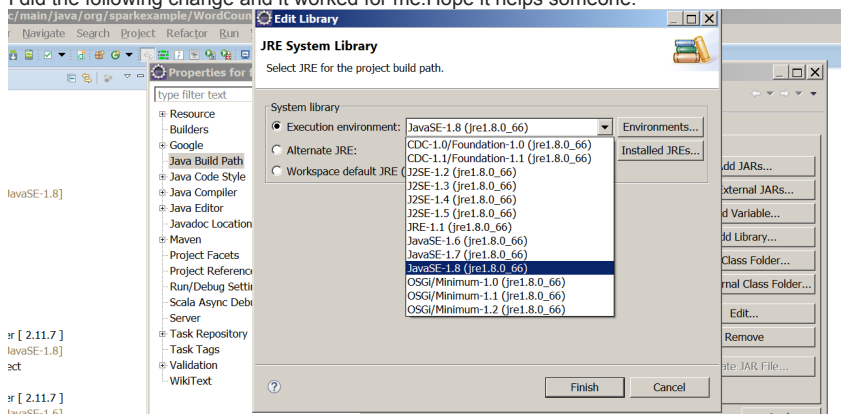 I did the following change and it worked for me.Hope it helps someone.
c/main/java/org/sparkexample/WordCoun
Navigate Search Project Refactor Run
Edit Library
JRE System Library
Select JRE for the project build path.
Properties for
type filter text
Resource
Builders
Google
Java Build Path
Java Code Style
Java Compiler
Java Editor
Javadoc Location
Maven
Project Facets
Project Reference
Run/Debug Settin
Scala Async Debu
Server
Task Repository
Task Tags
Validation
WikiText
JavaSE-1.8]
er [ 2.11.7 ]
JavaSE-1.8]
ect
er [ 2.11.7 ]
JavaSE-1.6]
System library
Execution environment: JavaSE-1.8 (jre1.8.0_66) Environments...
Alternate JRE: Installed JREs...
Workspace default JRE (
CDC-1.0/Foundation-1.0 (jre1.8.0_66)
CDC-1.1/Foundation-1.1 (jre1.8.0_66)
J2SE-1.2 (jre1.8.0_66)
J2SE-1.3 (jre1.8.0_66)
J2SE-1.4 (jre1.8.0_66)
J2SE-1.5 (jre1.8.0_66)
JRE-1.1 (jre1.8.0_66)
JavaSE-1.6 (jre1.8.0_66)
JavaSE-1.7 (jre1.8.0_66)
JavaSE-1.8 (jre1.8.0_66)
OSGi/Minimum-1.0 (jre1.8.0_66)
OSGi/Minimum-1.1 (jre1.8.0_66)
OSGi/Minimum-1.2 (jre1.8.0_66)
Finish Cancel
dd JARs...
xternal JARs...
d Variable...
dd Library...
Class Folder...
rnal Class Folder...
Edit...
Remove
ate JAR File...